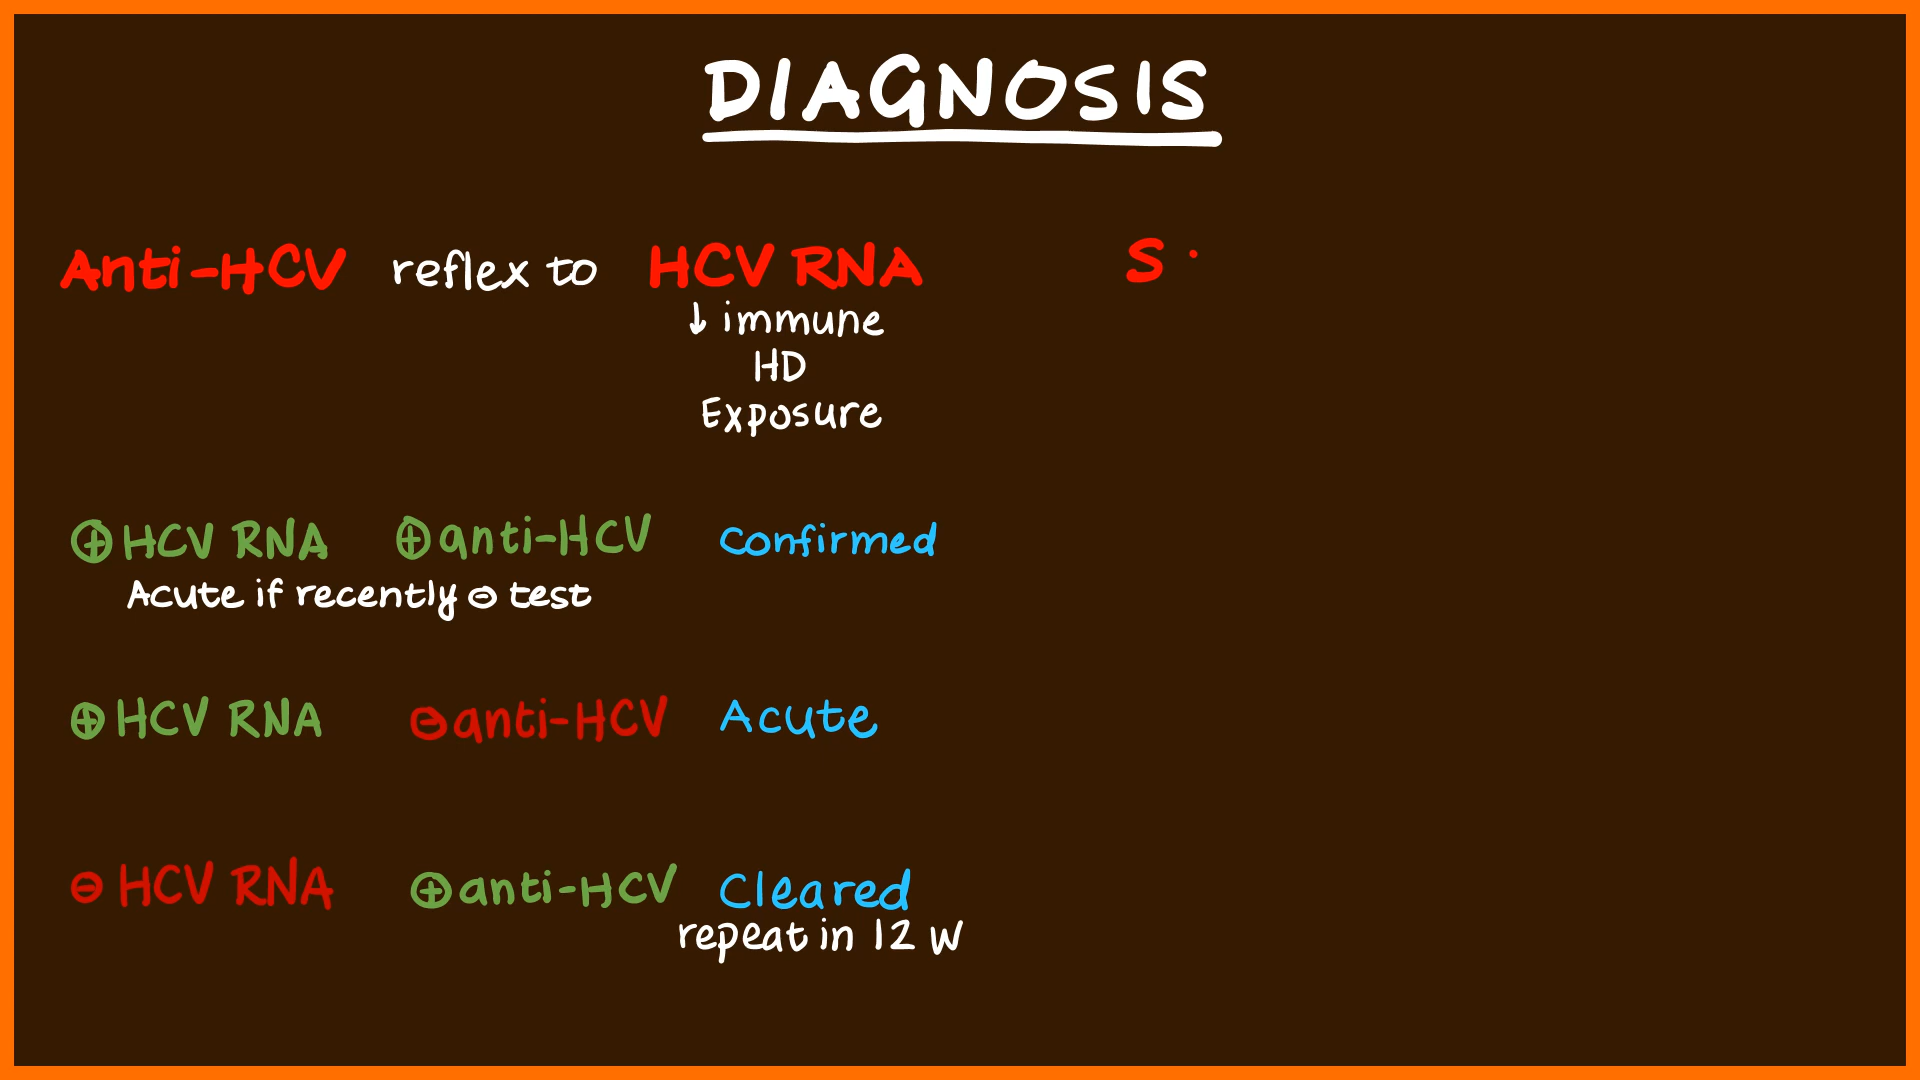 DIAGNOSIS
Anti-HCV reflex to HCV RNA
↓ immune
HD
Exposure
S
⊕ HCV RNA ⊕ anti-HCV Confirmed
Acute if recently ⊖ test
⊕ HCV RNA ⊖ anti-HCV Acute
⊖ HCV RNA ⊕ anti-HCV Cleared
repeat in 12 W